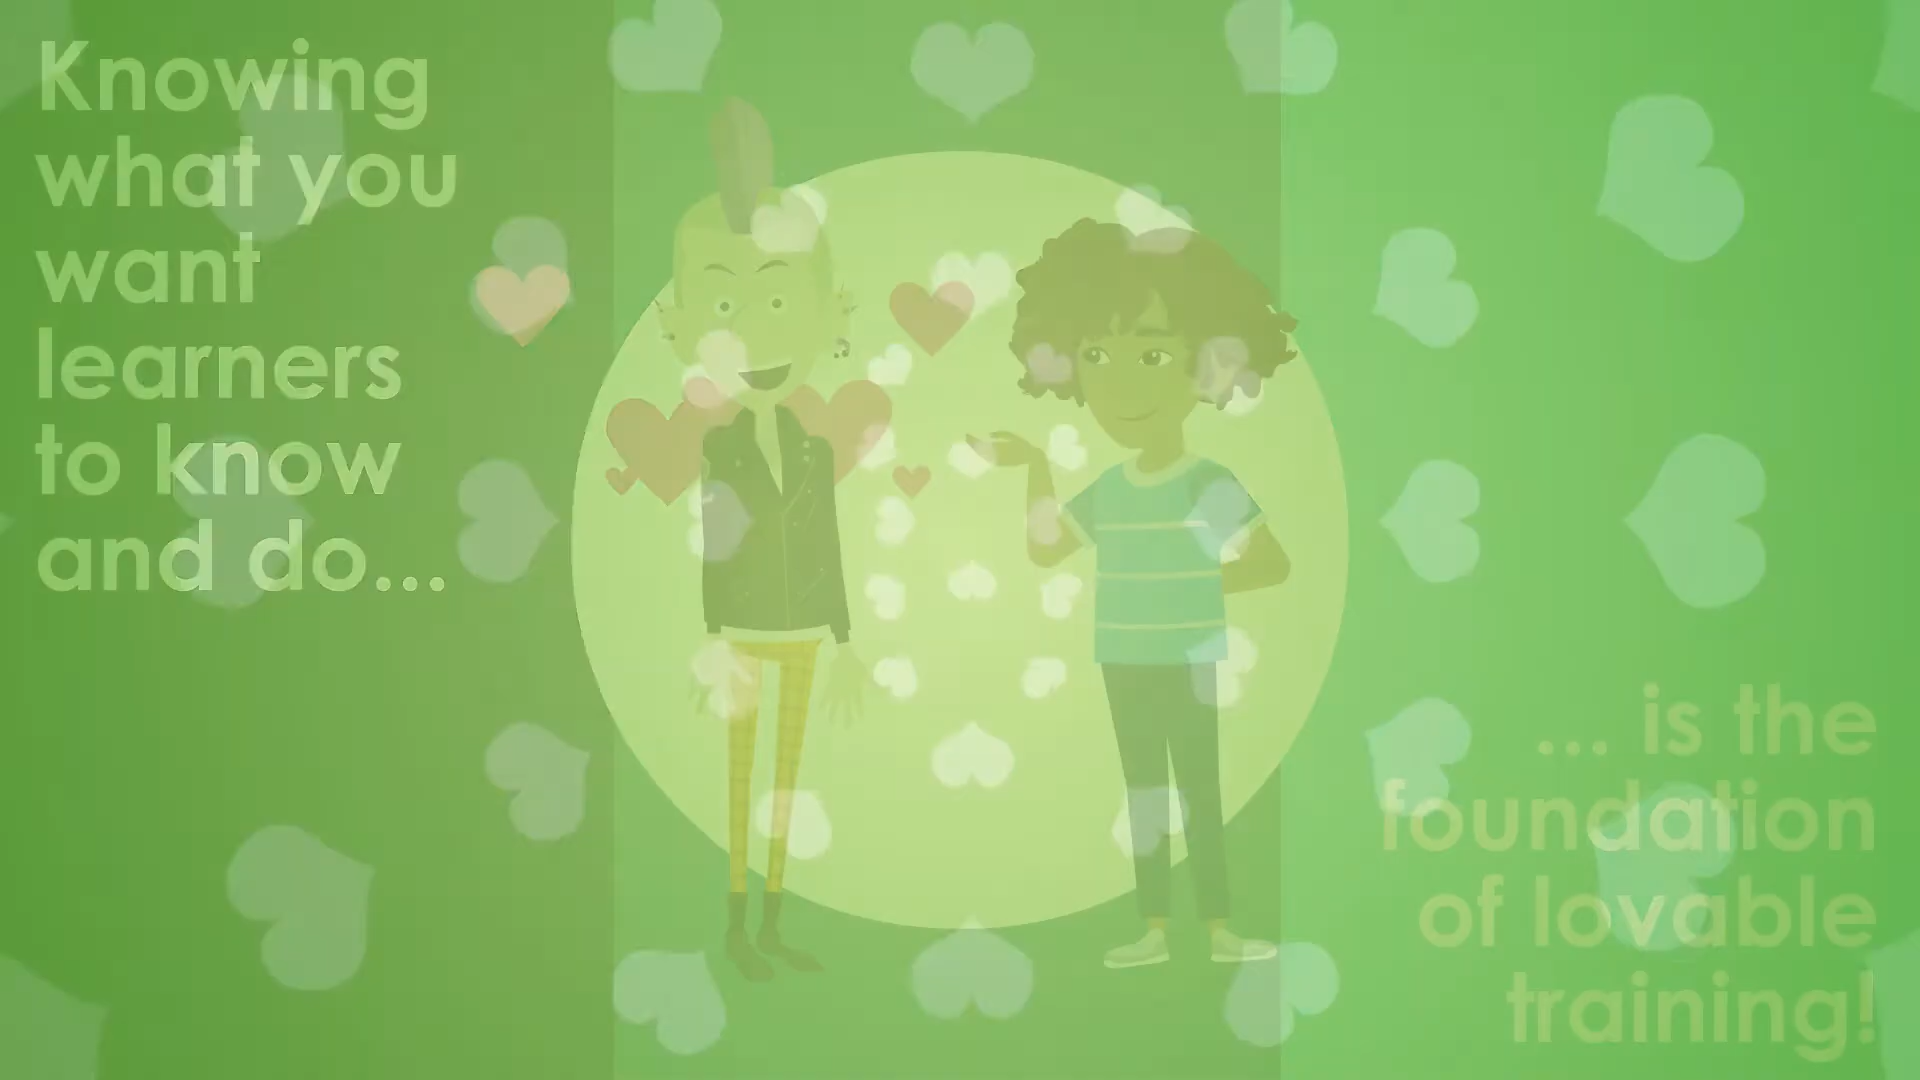 Knowing
what you
want
learners
to know
and do...
... is the
foundation
of lovable
training!